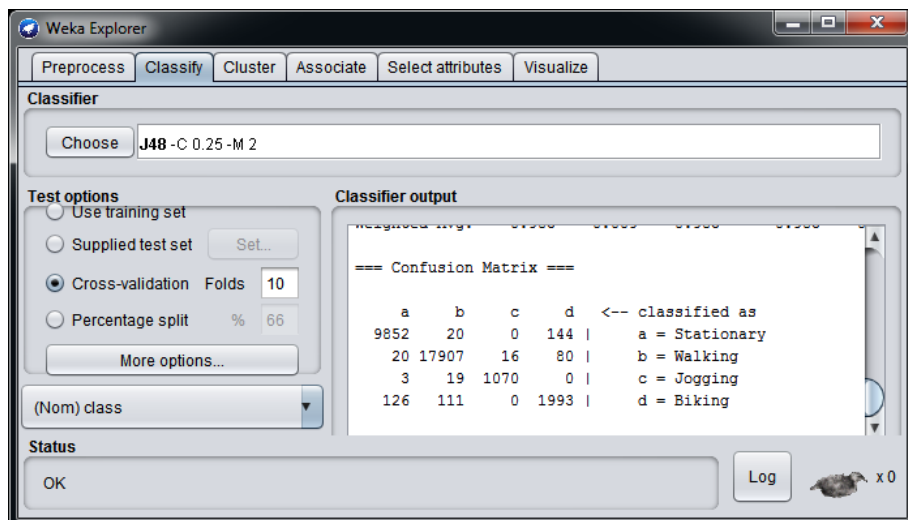 Weka Explorer
Preprocess Classify Cluster Associate Select attributes Visualize
Classifier
Choose J48 -C 0.25 -M 2
Test options
Use training set
Supplied test set Set...
Cross-validation Folds 10
Percentage split % 66
More options...
(Nom) class
Classifier output
=== Confusion Matrix ===
a b c d <-- classified as
9852 20 0 144 | a = Stationary
20 17907 16 80 | b = Walking
3 19 1070 0 | c = Jogging
126 111 0 1993 | d = Biking
Status
OK
Log
x 0